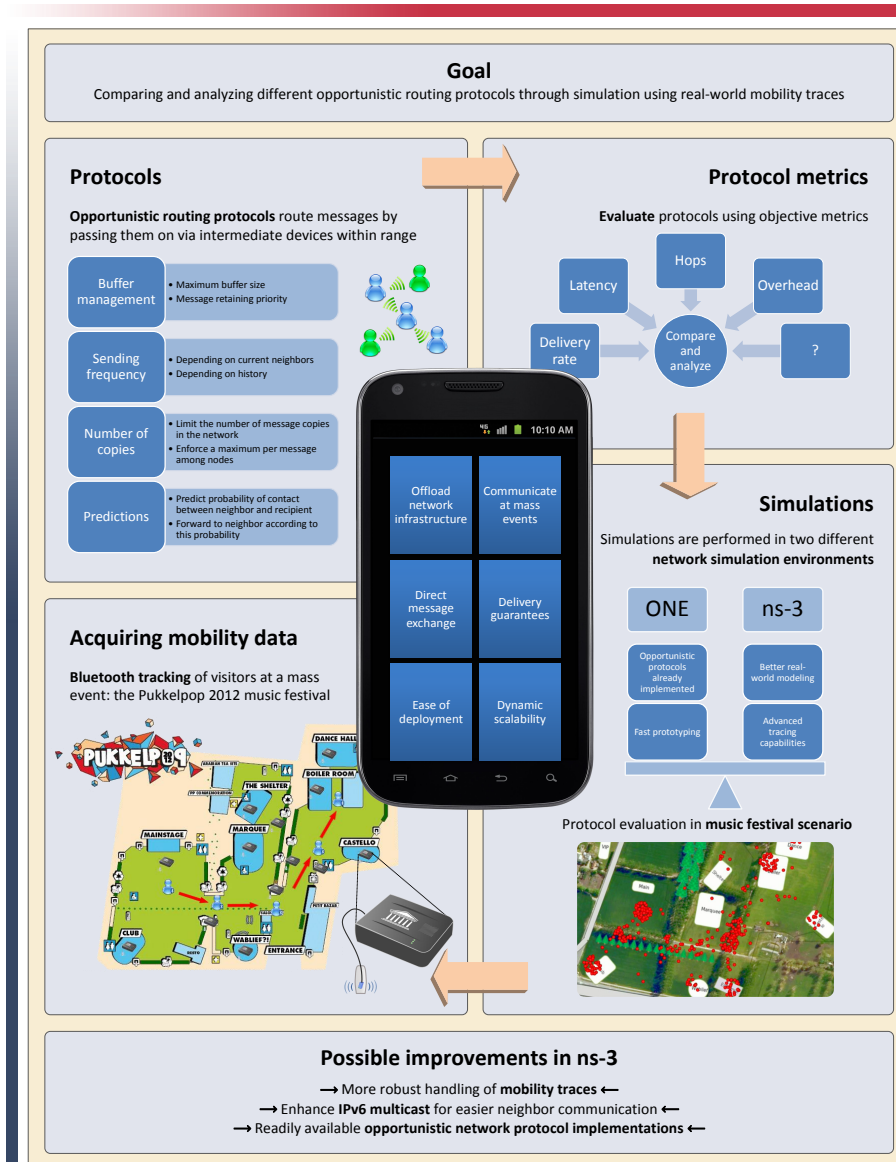 Goal
Comparing and analyzing different opportunistic routing protocols through simulation using real-world mobility traces
Protocols
Opportunistic routing protocols route messages by
passing them on via intermediate devices within range
Buffer
management
• Maximum buffer size
• Message retaining priority
Sending
frequency
• Depending on current neighbors
• Depending on history
Number of
copies
• Limit the number of message copies
in the network
• Enforce a maximum per message
among nodes
Predictions
• Predict probability of contact
between neighbor and recipient
• Forward to neighbor according to
this probability
Protocol metrics
Evaluate protocols using objective metrics
Hops
Latency
Overhead
Delivery
rate
Compare
and
analyze
?
10:10 AM
Offload
network
infrastructure
Communicate
at mass
events
Direct
message
exchange
Delivery
guarantees
Ease of
deployment
Dynamic
scalability
Simulations
Simulations are performed in two different
network simulation environments
ONE
ns-3
Opportunistic
protocols
already
implemented
Better real-
world modeling
Fast prototyping
Advanced
tracing
capabilities
Protocol evaluation in music festival scenario
VIP
Main
Marquee
Acquiring mobility data
Bluetooth tracking of visitors at a mass
event: the Pukkelpop 2012 music festival
DANCE HALL
BOILER ROOM
THE SHELTER
MARQUEE
MAINSTAGE
CASTELLO
CLUB
WABLIEF?!
ENTRANCE
PETIT BAZAR
Possible improvements in ns-3
→ More robust handling of mobility traces ←
→ Enhance IPv6 multicast for easier neighbor communication ←
→ Readily available opportunistic network protocol implementations ←